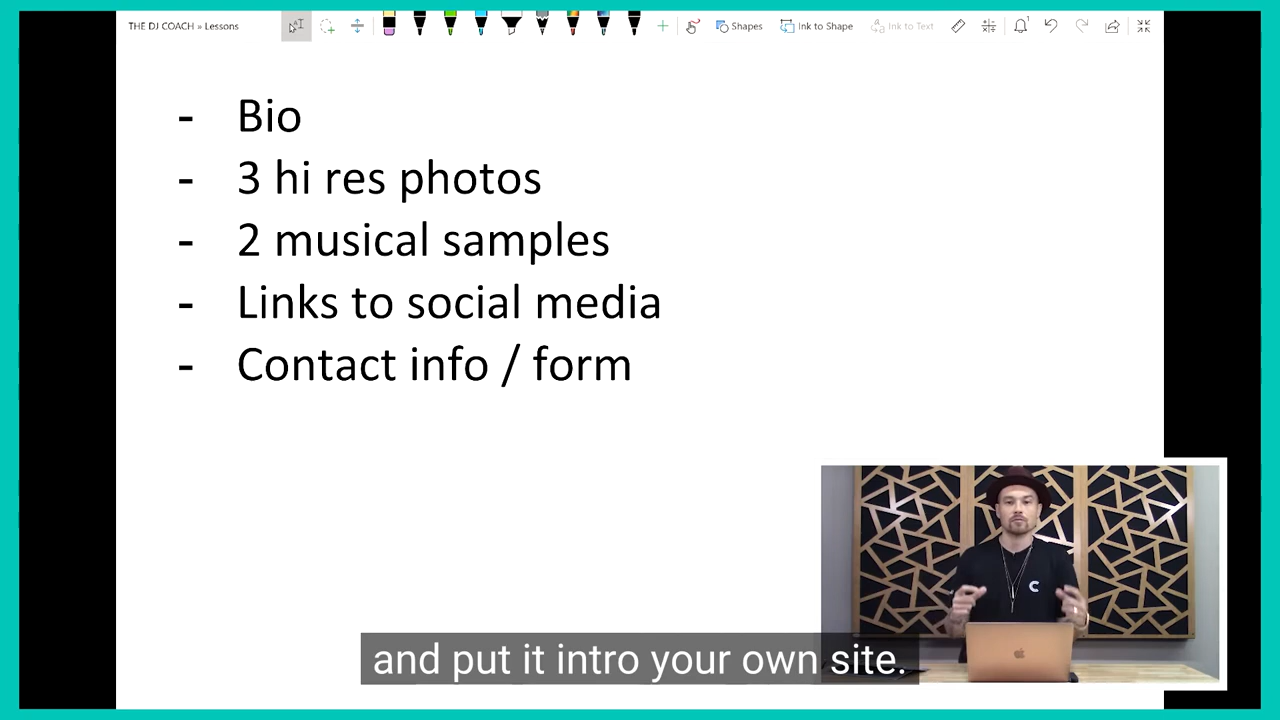 THE DJ COACH » Lessons
Shapes
Ink to Shape
Ink to Text
- Bio
- 3 hi res photos
- 2 musical samples
- Links to social media
- Contact info / form
C
and put it intro your own site.